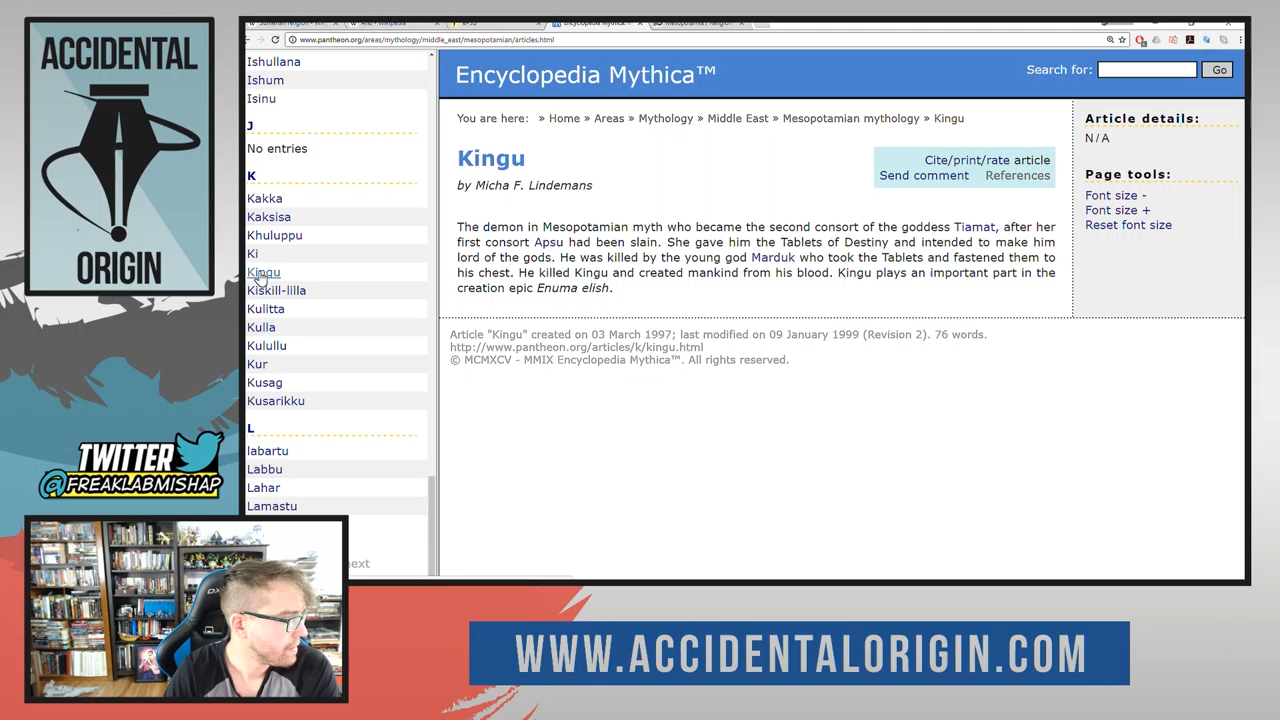 ACCIDENTAL
ORIGIN
TWITTER
@FREAKLABMISHAP
www.pantheon.org/areas/mythology/middle_east/mesopotamian/articles.html
Ishullana
Ishum
Isinu
J
No entries
K
Kakka
Kaksisa
Khuluppu
Ki
Kingu
Kiskill-lilla
Kulitta
Kulla
Kulullu
Kur
Kusag
Kusarikku
L
labartu
Labbu
Lahar
Lamastu
next
Encyclopedia Mythica™
Search for:
Go
You are here: » Home » Areas » Mythology » Middle East » Mesopotamian mythology » Kingu
Kingu
by Micha F. Lindemans
Cite/print/rate article
Send comment References
The demon in Mesopotamian myth who became the second consort of the goddess Tiamat, after her
first consort Apsu had been slain. She gave him the Tablets of Destiny and intended to make him
lord of the gods. He was killed by the young god Marduk who took the Tablets and fastened them to
his chest. He killed Kingu and created mankind from his blood. Kingu plays an important part in the
creation epic Enuma elish.
Article "Kingu" created on 03 March 1997; last modified on 09 January 1999 (Revision 2). 76 words.
http://www.pantheon.org/articles/k/kingu.html
© MCMXCV - MMIX Encyclopedia Mythica™. All rights reserved.
Article details:
N/A
Page tools:
Font size -
Font size +
Reset font size
WWW.ACCIDENTALORIGIN.COM